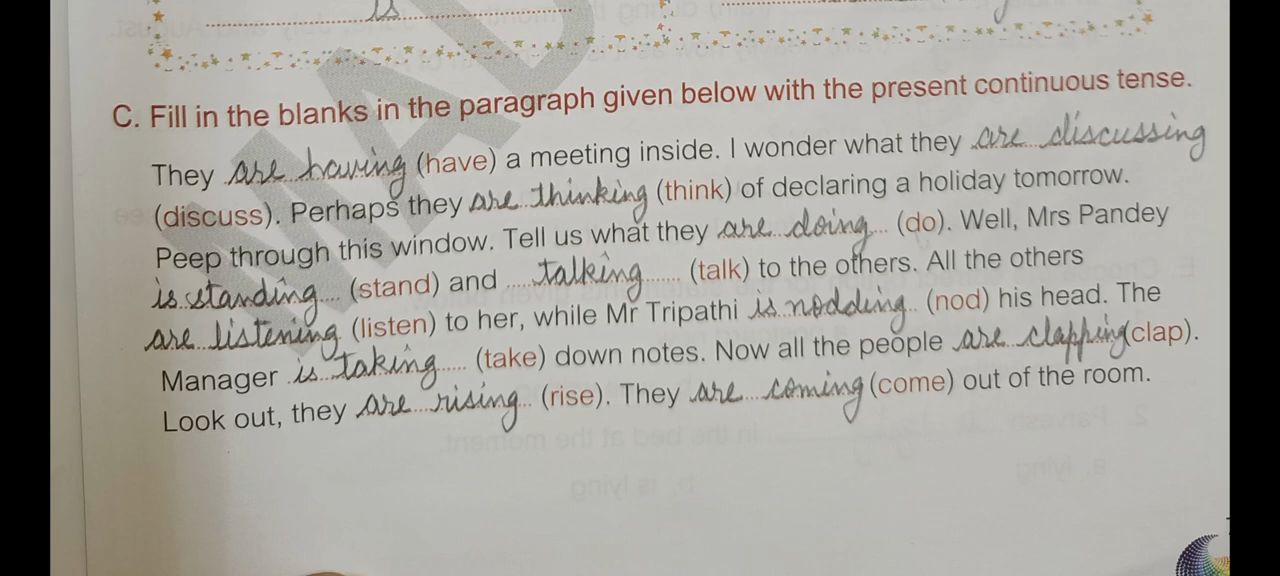 is
C. Fill in the blanks in the paragraph given below with the present continuous tense.
They are having (have) a meeting inside. I wonder what they are discussing
(discuss). Perhaps they are thinking (think) of declaring a holiday tomorrow.
Peep through this window. Tell us what they are doing (do). Well, Mrs Pandey
is standing (stand) and talking (talk) to the others. All the others
are listening (listen) to her, while Mr Tripathi is nodding (nod) his head. The
Manager is taking (take) down notes. Now all the people are clapping (clap).
Look out, they are rising (rise). They are coming (come) out of the room.